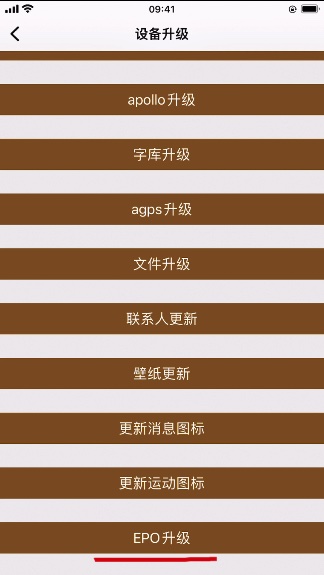 09:41
设备升级
apollo升级
字库升级
agps升级
文件升级
联系人更新
壁纸更新
更新消息图标
更新运动图标
EPO升级